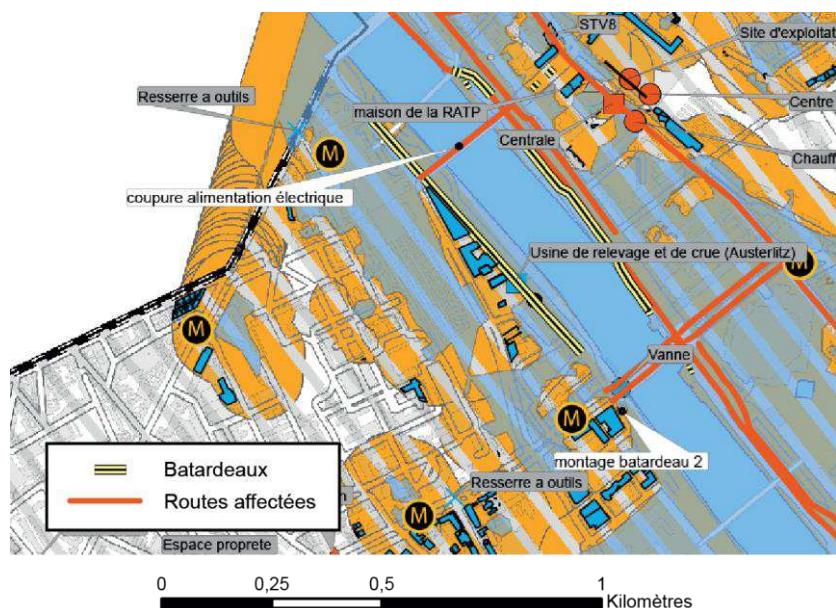 STV8
Site d'exploitat
Resserre a outils
maison de la RATP
Centre
M
Centrale
Chauff
coupure alimentation électrique
Usine de relevage et de crue (Austerlitz)
M
M
Vanne
M
montage batardeau 2
Batardeaux
Resserre a outils
Routes affectées
M
Espace proprete
0
0,25
0,5
1
Kilomètres